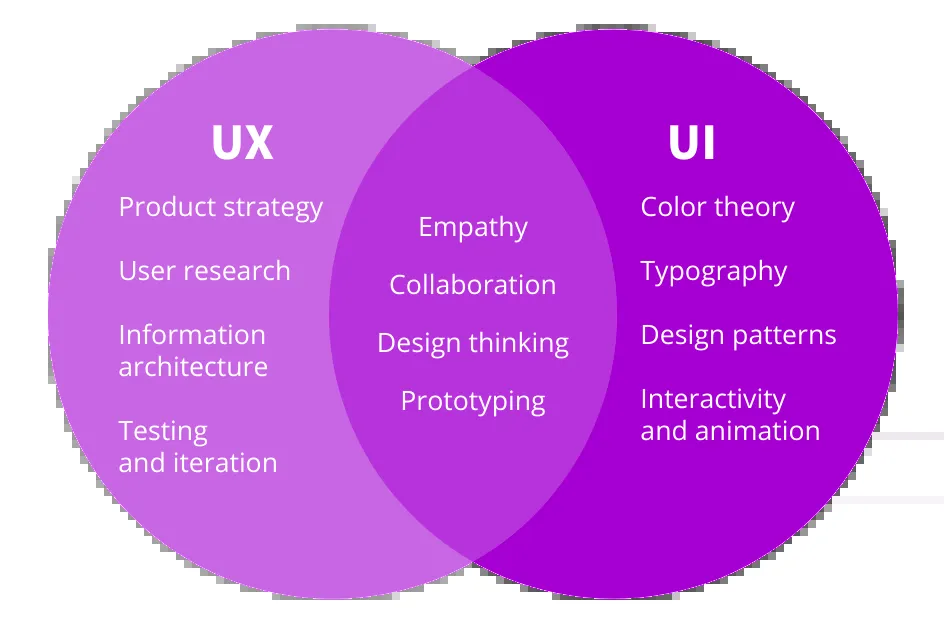 UX
Product strategy
User research
Information
architecture
Testing
and iteration
Empathy
Collaboration
Design thinking
Prototyping
UI
Color theory
Typography
Design patterns
Interactivity
and animation